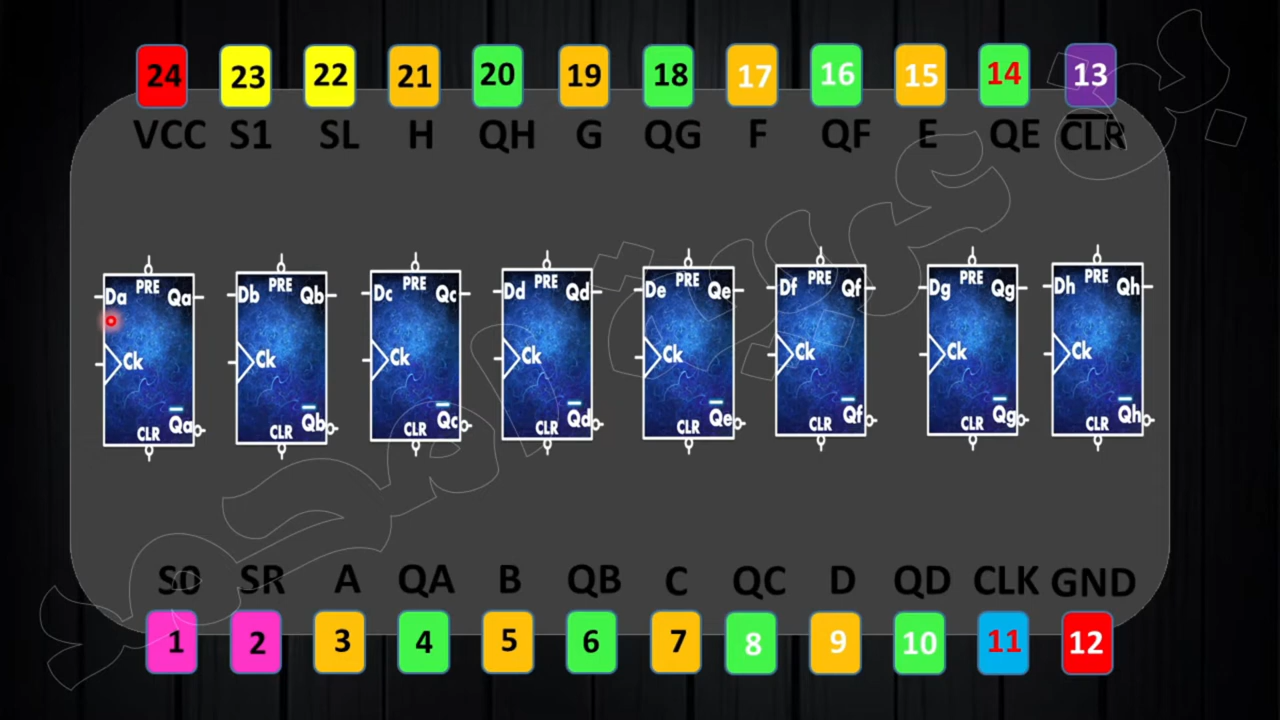 24 23 22 21 20 19 18 17 16 15 14 13
VCC S1 SL H QH G QG F QF E QE CLR
PRE PRE PRE PRE PRE PRE PRE PRE
Da Qa Db Qb Dc Qc Dd Qd De Qe Df Qf Dg Qg Dh Qh
Ck Ck Ck Ck Ck Ck Ck Ck
Qa Qb Qc Qd Qe Qf Qg Qh
CLR CLR CLR CLR CLR CLR CLR CLR
S0 SR A QA B QB C QC D QD CLK GND
1 2 3 4 5 6 7 8 9 10 11 12